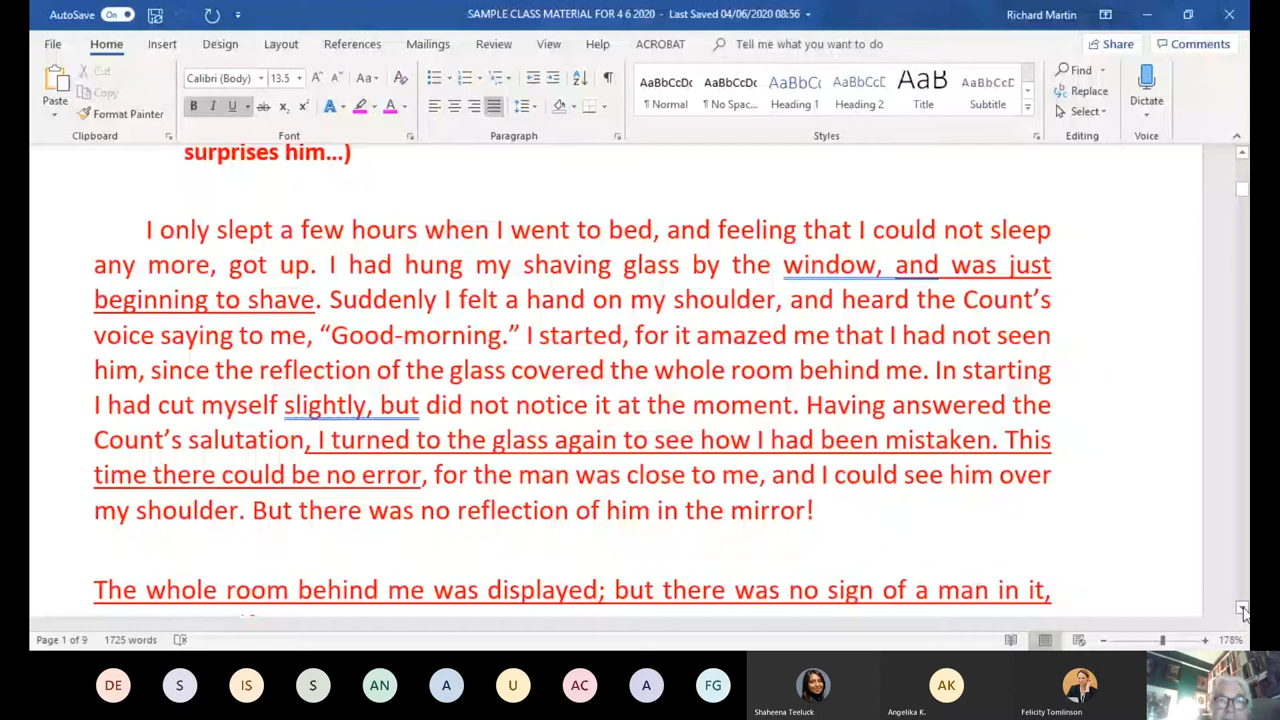 AutoSave On SAMPLE CLASS MATERIAL FOR 4 6 2020 - Last Saved 04/06/2020 08:56 Richard Martin
File Home Insert Design Layout References Mailings Review View Help ACROBAT Tell me what you want to do Share Comments
Paste Cut Copy Format Painter
Calibri (Body) 13.5
AaBbCcDc AaBbCcDc AaBbCc AaBbCcC AaB AaBbCcD
¶ Normal ¶ No Spac... Heading 1 Heading 2 Title Subtitle
Find Replace Select
Dictate
Clipboard Font Paragraph Styles Editing Voice
surprises him...)
I only slept a few hours when I went to bed, and feeling that I could not sleep
any more, got up. I had hung my shaving glass by the window, and was just
beginning to shave. Suddenly I felt a hand on my shoulder, and heard the Count’s
voice saying to me, “Good-morning.” I started, for it amazed me that I had not seen
him, since the reflection of the glass covered the whole room behind me. In starting
I had cut myself slightly, but did not notice it at the moment. Having answered the
Count’s salutation, I turned to the glass again to see how I had been mistaken. This
time there could be no error, for the man was close to me, and I could see him over
my shoulder. But there was no reflection of him in the mirror!
The whole room behind me was displayed; but there was no sign of a man in it,
Page 1 of 9 1725 words 178%
DE S IS S AN A U AC A FG AK
Shaheena Teeluck Angelika K. Felicity Tomlinson